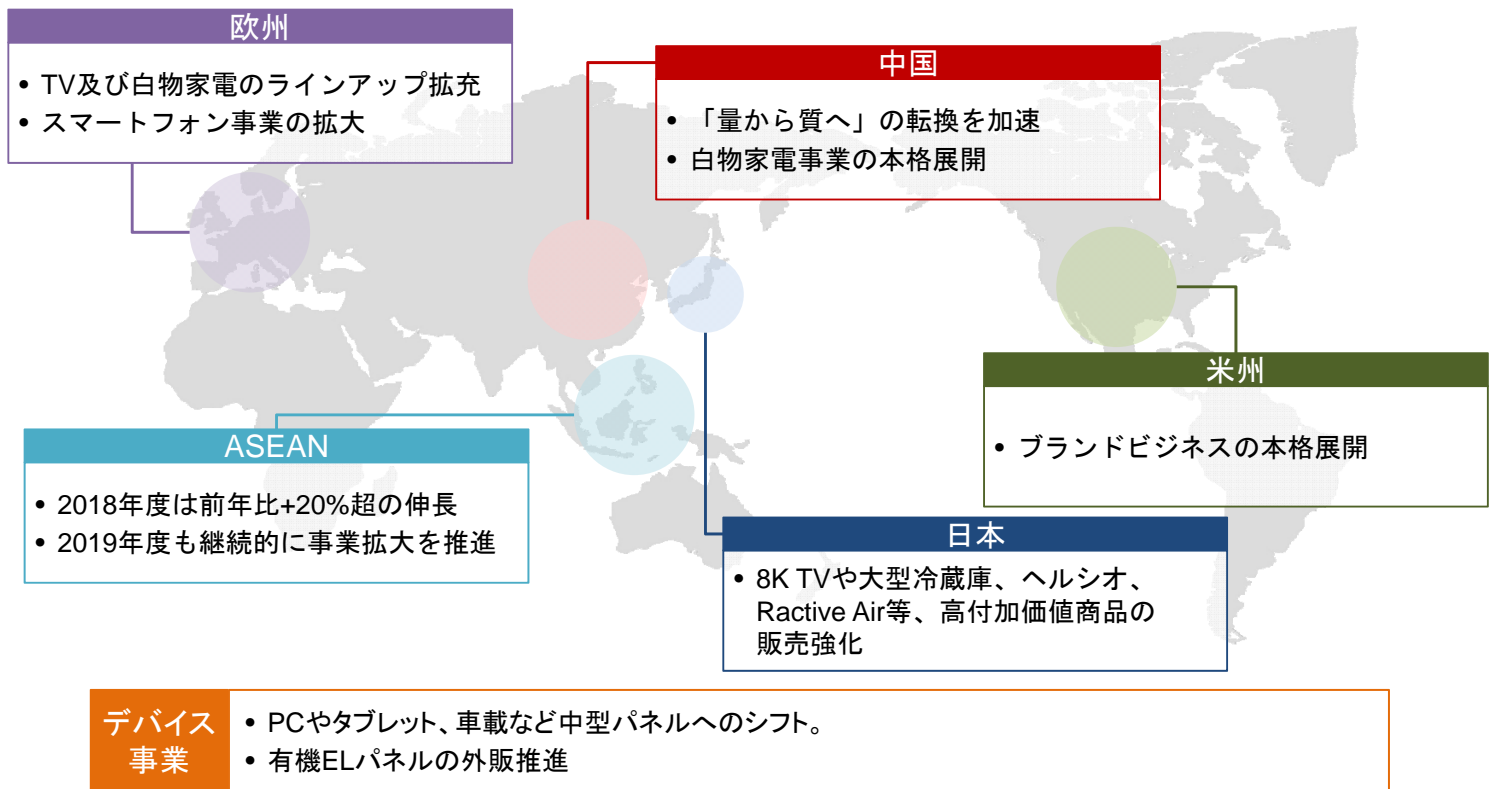 欧州
• TV及び白物家電のラインアップ拡充
• スマートフォン事業の拡大
中国
• 「量から質へ」の転換を加速
• 白物家電事業の本格展開
米州
• ブランドビジネスの本格展開
ASEAN
• 2018年度は前年比+20%超の伸長
• 2019年度も継続的に事業拡大を推進
日本
• 8K TVや大型冷蔵庫、ヘルシオ、
Ractive Air等、高付加価値商品の
販売強化
デバイス
事業
• PCやタブレット、車載など中型パネルへのシフト。
• 有機ELパネルの外販推進